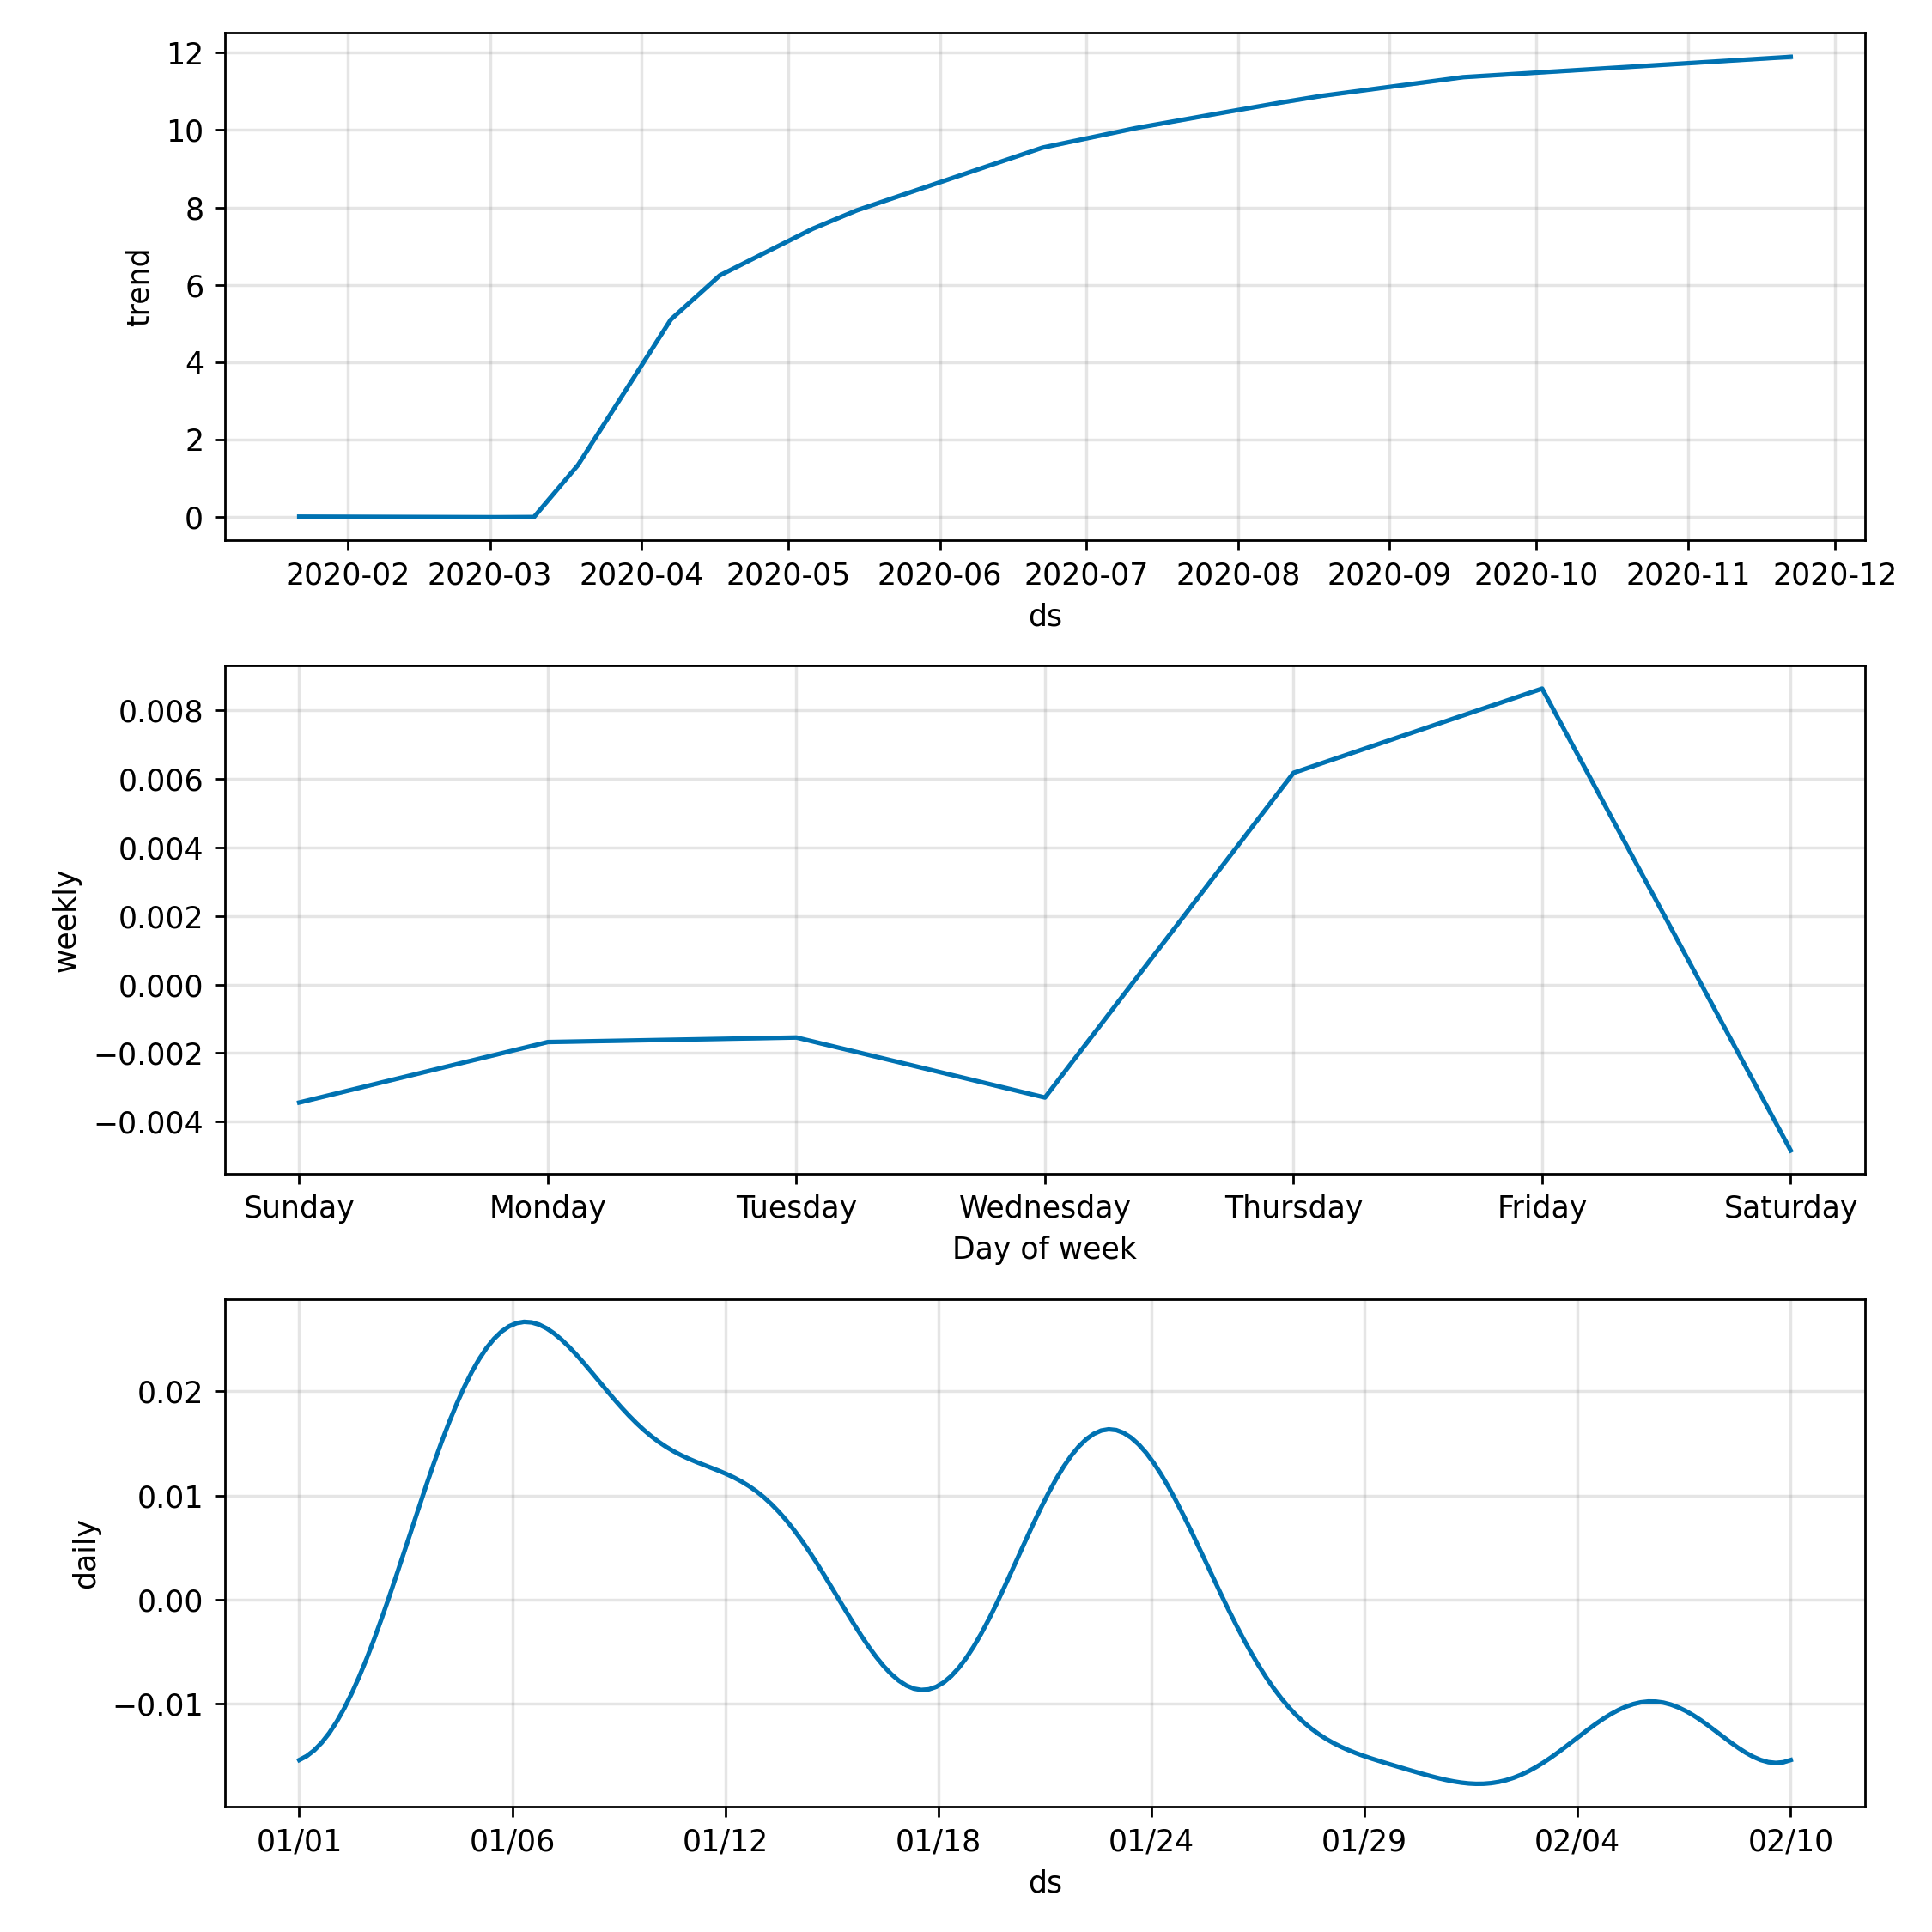 12
10
8
6
4
2
0
trend
2020-02 2020-03 2020-04 2020-05 2020-06 2020-07 2020-08 2020-09 2020-10 2020-11 2020-12
ds
0.008
0.006
0.004
0.002
0.000
−0.002
−0.004
weekly
Sunday Monday Tuesday Wednesday Thursday Friday Saturday
Day of week
0.02
0.01
0.00
−0.01
daily
01/01 01/06 01/12 01/18 01/24 01/29 02/04 02/10
ds